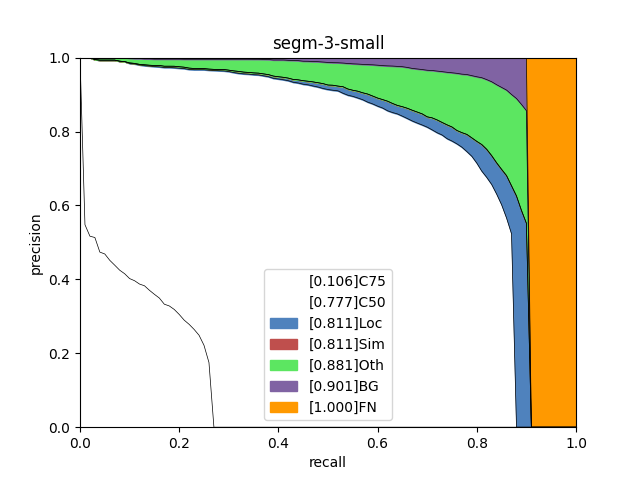 segm-3-small
1.0
0.8
0.6
0.4
0.2
0.0
precision
[0.106]C75
[0.777]C50
[0.811]Loc
[0.811]Sim
[0.881]Oth
[0.901]BG
[1.000]FN
0.0 0.2 0.4 0.6 0.8 1.0
recall